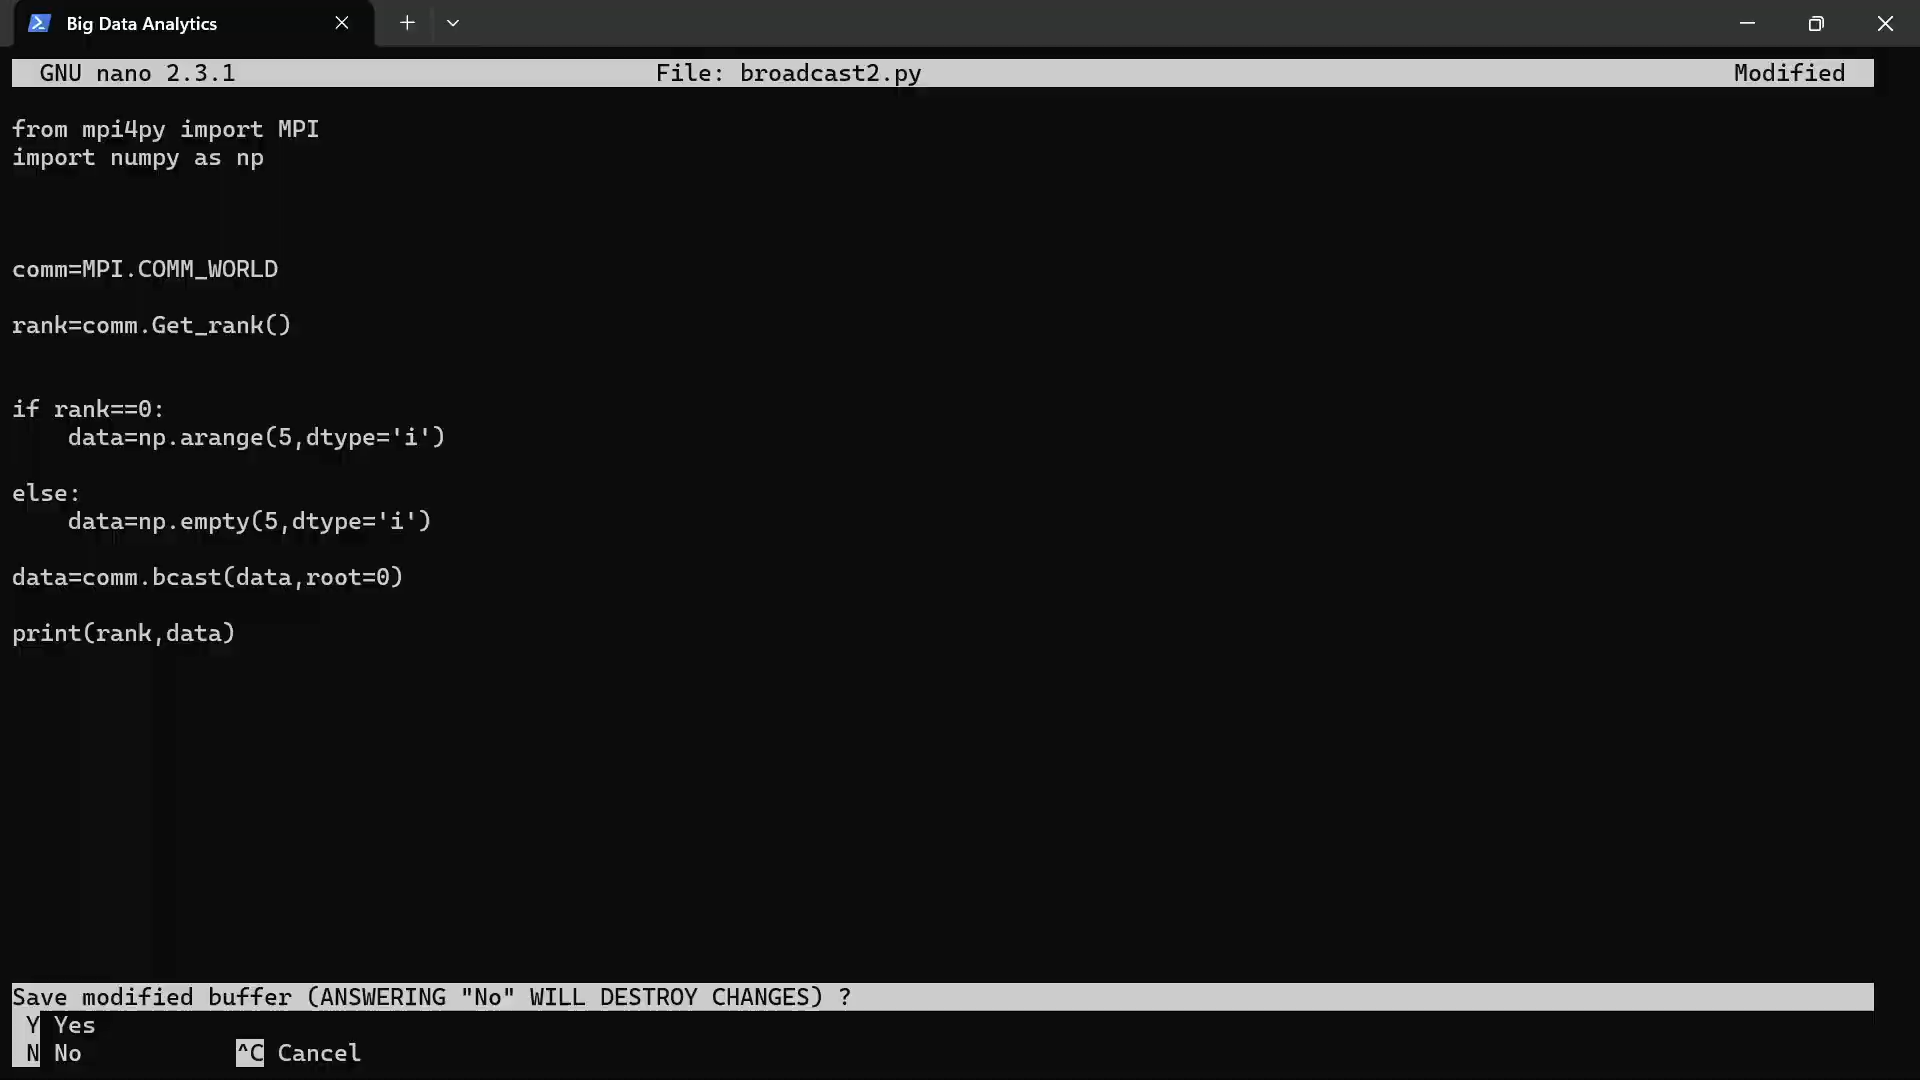 Big Data Analytics
GNU nano 2.3.1 File: broadcast2.py Modified
from mpi4py import MPI
import numpy as np
comm=MPI.COMM_WORLD
rank=comm.Get_rank()
if rank==0:
    data=np.arange(5,dtype='i')
else:
    data=np.empty(5,dtype='i')
data=comm.bcast(data,root=0)
print(rank,data)
Save modified buffer (ANSWERING "No" WILL DESTROY CHANGES) ?
Y Yes
N No ^C Cancel